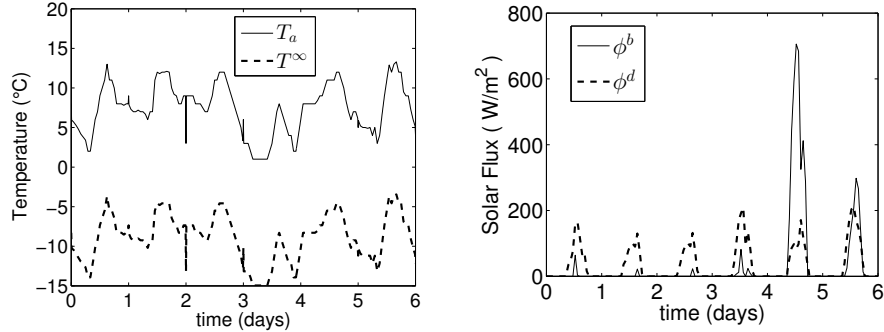 20
15
10
5
0
−5
−10
−15
0 1 2 3 4 5 6
time (days)
Temperature (°C)
T_a
T^∞
800
600
400
200
0
0 1 2 3 4 5 6
time (days)
Solar Flux ( W/m²)
ϕ^b
ϕ^d